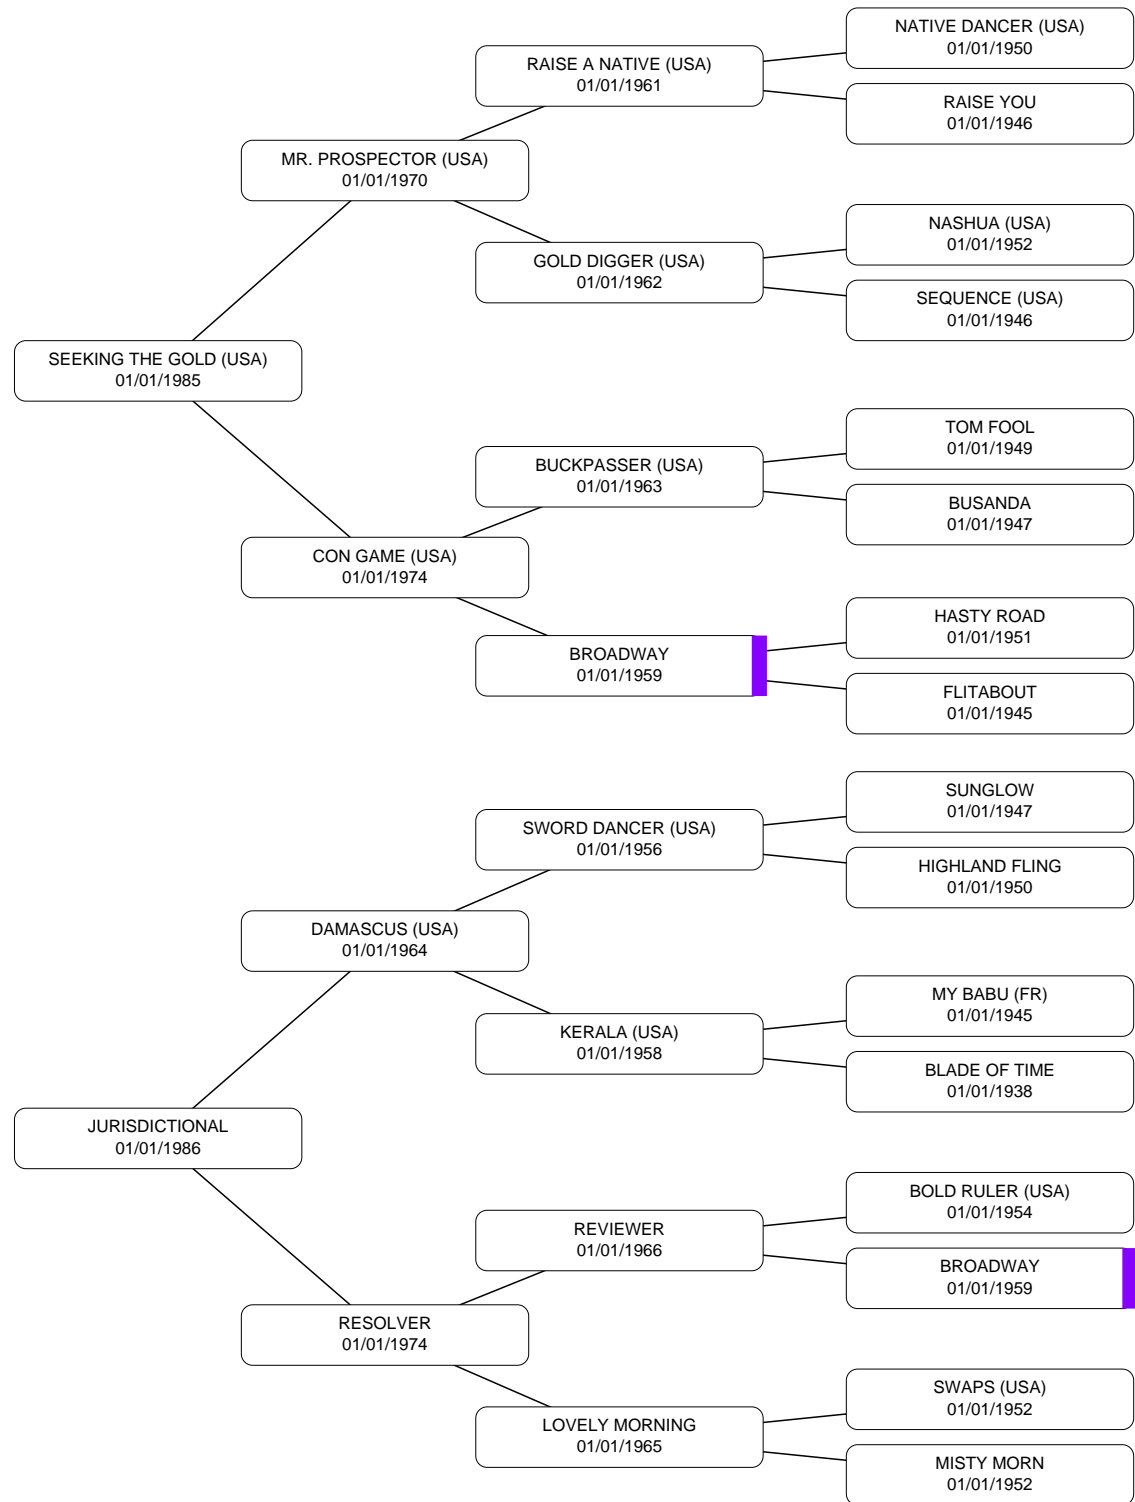 NATIVE DANCER (USA)
01/01/1950
RAISE A NATIVE (USA)
01/01/1961
RAISE YOU
01/01/1946
MR. PROSPECTOR (USA)
01/01/1970
NASHUA (USA)
01/01/1952
GOLD DIGGER (USA)
01/01/1962
SEQUENCE (USA)
01/01/1946
SEEKING THE GOLD (USA)
01/01/1985
TOM FOOL
01/01/1949
BUCKPASSER (USA)
01/01/1963
BUSANDA
01/01/1947
CON GAME (USA)
01/01/1974
HASTY ROAD
01/01/1951
BROADWAY
01/01/1959
FLITABOUT
01/01/1945
SUNGLOW
01/01/1947
SWORD DANCER (USA)
01/01/1956
HIGHLAND FLING
01/01/1950
DAMASCUS (USA)
01/01/1964
MY BABU (FR)
01/01/1945
KERALA (USA)
01/01/1958
BLADE OF TIME
01/01/1938
JURISDICTIONAL
01/01/1986
BOLD RULER (USA)
01/01/1954
REVIEWER
01/01/1966
BROADWAY
01/01/1959
RESOLVER
01/01/1974
SWAPS (USA)
01/01/1952
LOVELY MORNING
01/01/1965
MISTY MORN
01/01/1952